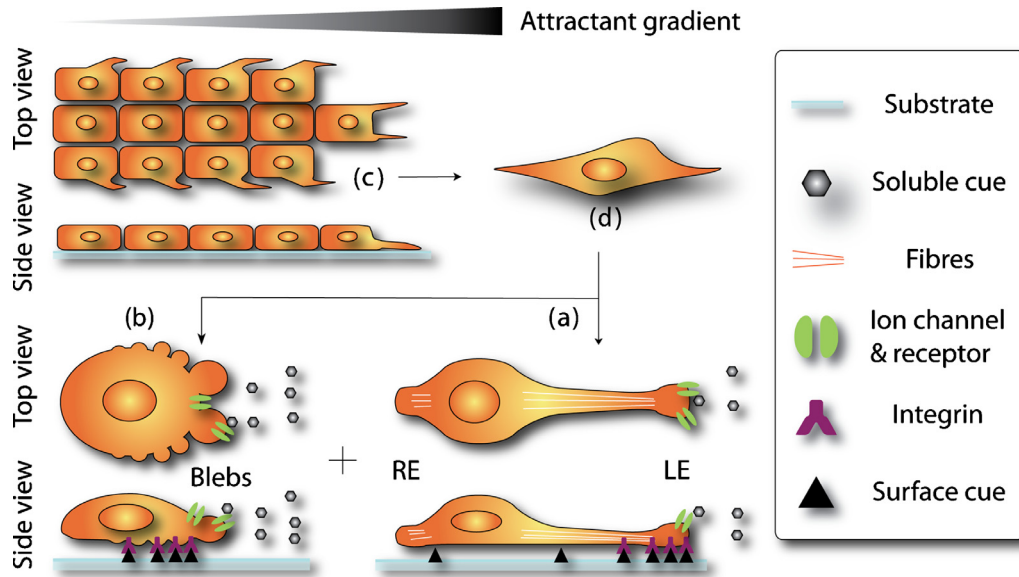 Attractant gradient
Top view
(c)
(d)
Side view
(b)
(a)
Top view
Blebs
RE
LE
Side view
Substrate
Soluble cue
Fibres
Ion channel
& receptor
Integrin
Surface cue